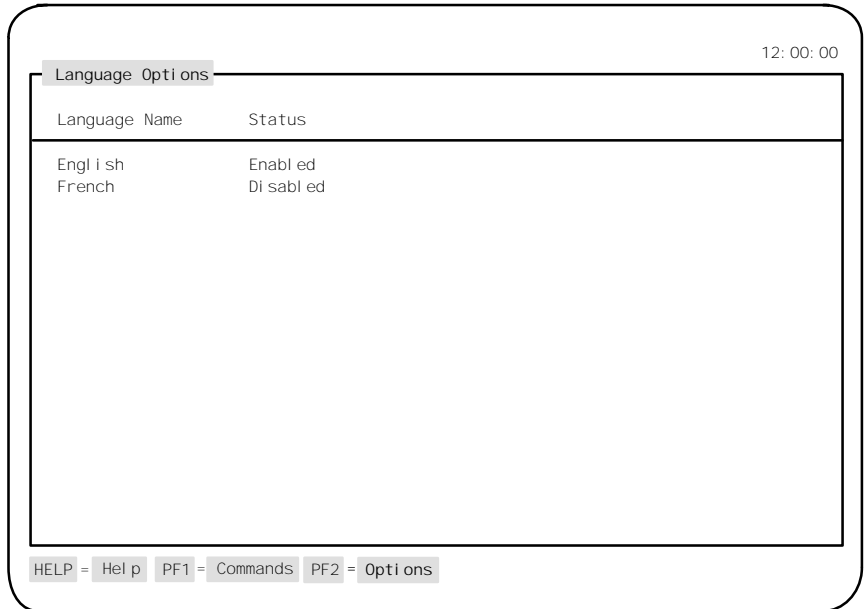 12:00:00
Language Options
Language Name Status
English Enabled
French Disabled
HELP = Help PF1 = Commands PF2 = Options